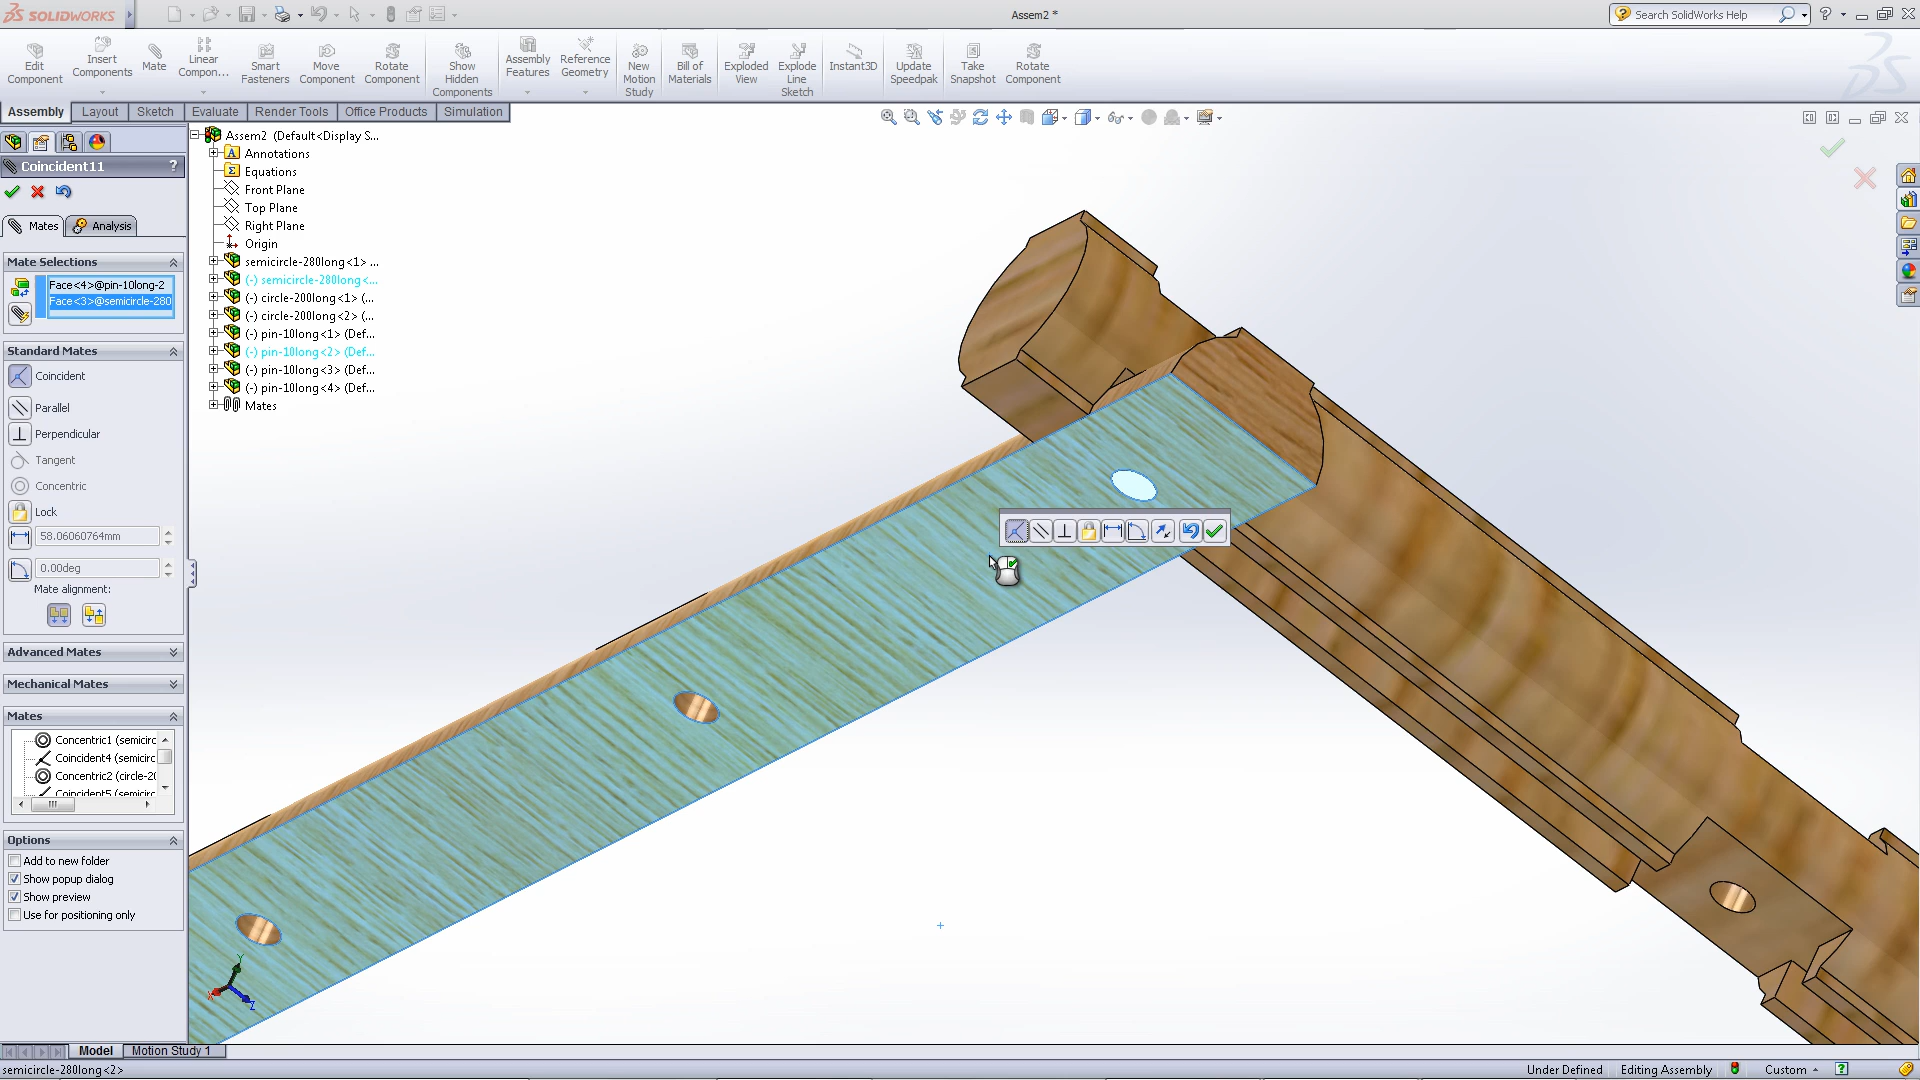 SOLIDWORKS
Assem2 *
Search SolidWorks Help
Edit Component
Insert Components
Mate
Linear Compon...
Smart Fasteners
Move Component
Rotate Component
Show Hidden Components
Assembly Features
Reference Geometry
New Motion Study
Bill of Materials
Exploded View
Explode Line Sketch
Instant3D
Update Speedpak
Take Snapshot
Rotate Component
Assembly Layout Sketch Evaluate Render Tools Office Products Simulation
Coincident11 ?
Mates Analysis
Mate Selections
Face<4>@pin-10long-2
Face<3>@semicircle-280
Standard Mates
Coincident
Parallel
Perpendicular
Tangent
Concentric
Lock
58.06060764mm
0.00deg
Mate alignment:
Advanced Mates
Mechanical Mates
Mates
Concentric1 (semicirc
Coincident4 (semicirc
Concentric2 (circle-20
Coincident5 (semicirc
Options
Add to new folder
Show popup dialog
Show preview
Use for positioning only
Assem2 (Default<Display S...
Annotations
Equations
Front Plane
Top Plane
Right Plane
Origin
semicircle-280long<1> ...
(-) semicircle-280long<...
(-) circle-200long<1> (...
(-) circle-200long<2> (...
(-) pin-10long<1> (Def...
(-) pin-10long<2> (Def...
(-) pin-10long<3> (Def...
(-) pin-10long<4> (Def...
Mates
Y
X
Z
Model Motion Study 1
semicircle-280long<2>
Under Defined Editing Assembly Custom